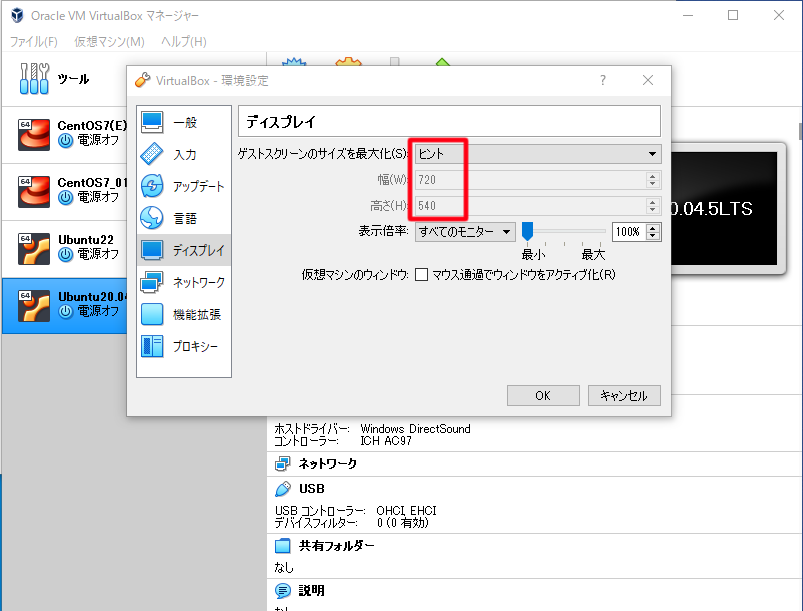 Oracle VM VirtualBox マネージャー
ファイル(F) 仮想マシン(M) ヘルプ(H)
ツール
64
CentOS7(E)
電源オフ
64
CentOS7_01
電源オフ
64
Ubuntu22
電源オフ
64
Ubuntu20.04
電源オフ
VirtualBox - 環境設定
?
一般
入力
アップデート
言語
ディスプレイ
ネットワーク
機能拡張
プロキシー
ディスプレイ
ゲストスクリーンのサイズを最大化(S): ヒント
幅(W): 720
高さ(H): 540
表示倍率: すべてのモニター 100%
最小 最大
仮想マシンのウィンドウ: マウス通過でウィンドウをアクティブ化(R)
OK キャンセル
0.04.5LTS
ホストドライバー: Windows DirectSound
コントローラー: ICH AC97
ネットワーク
USB
USB コントローラー: OHCI, EHCI
デバイスフィルター: 0 (0 有効)
共有フォルダー
なし
説明